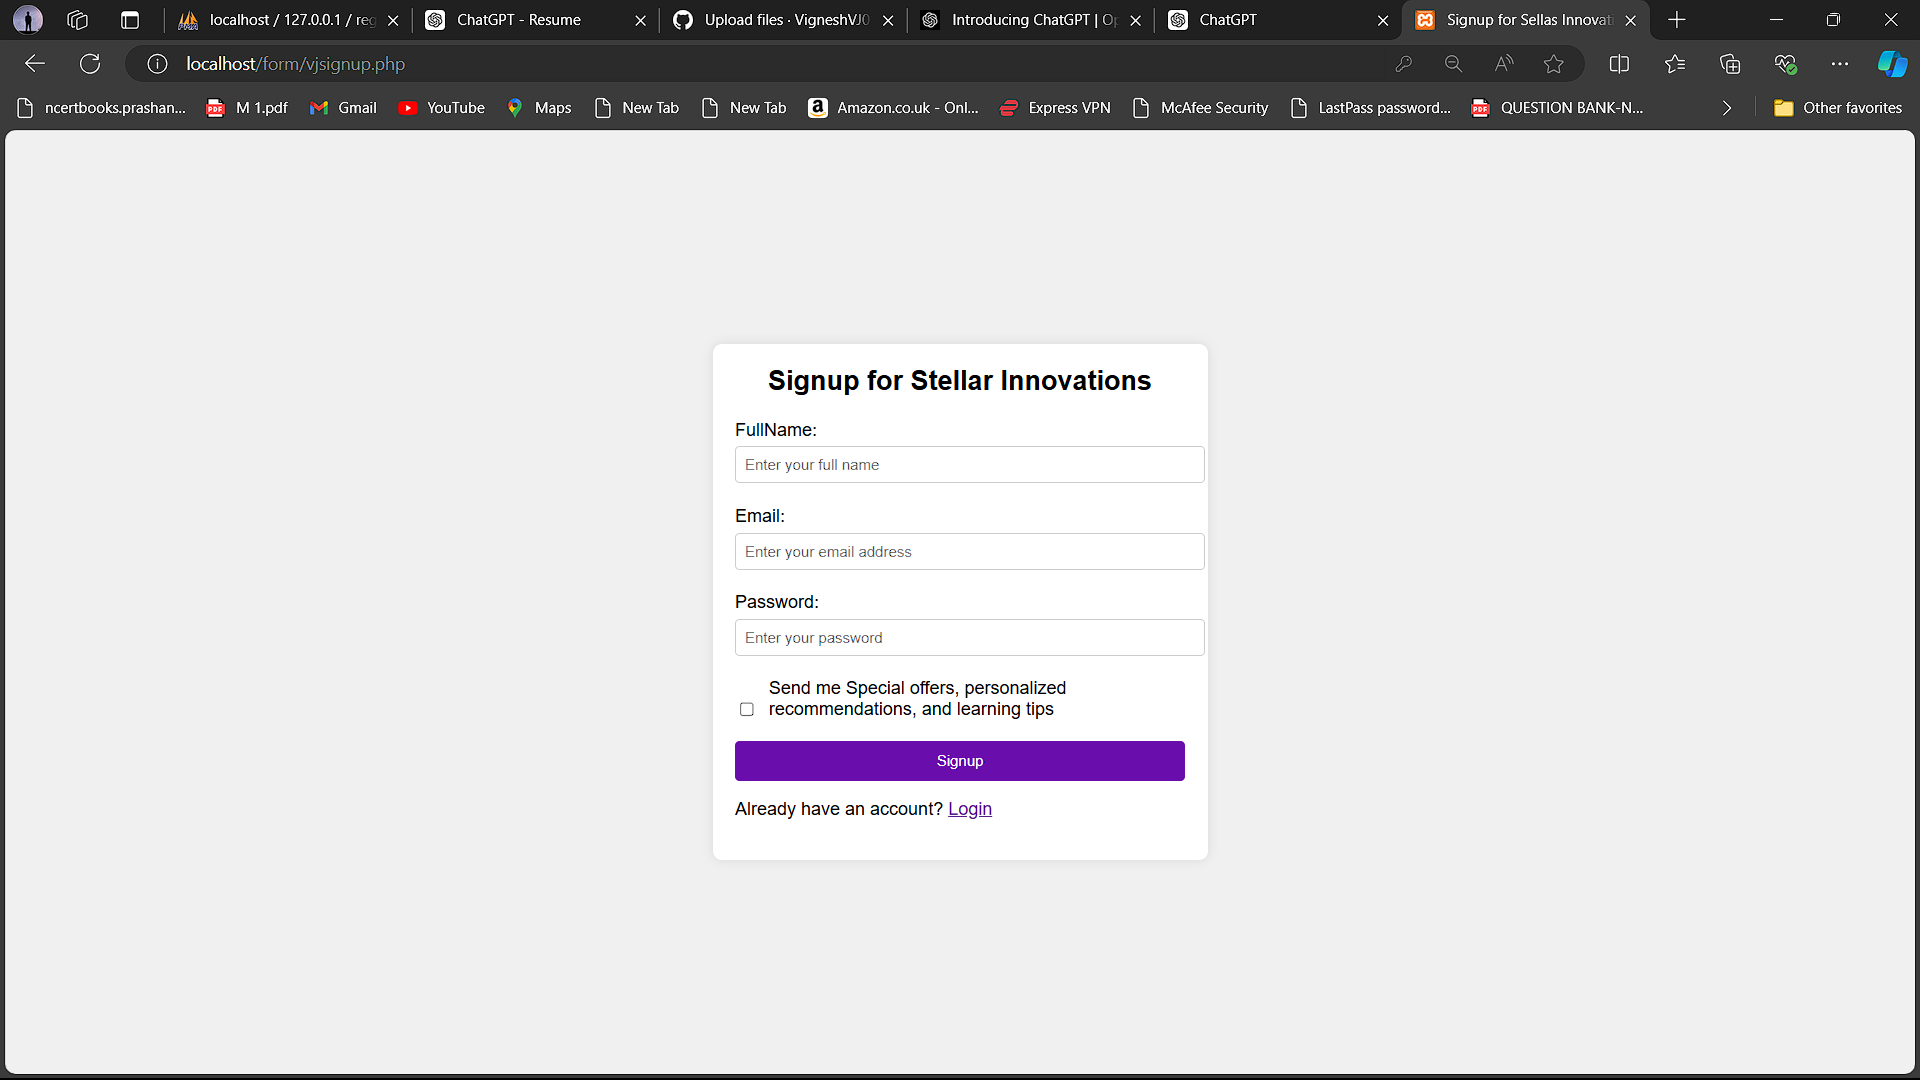 localhost / 127.0.0.1 / reg
ChatGPT - Resume
Upload files · VigneshVJ0
Introducing ChatGPT | Op
ChatGPT
Signup for Sellas Innovati
localhost/form/vjsignup.php
ncertbooks.prashan...
M 1.pdf
Gmail
YouTube
Maps
New Tab
New Tab
Amazon.co.uk - Onl...
Express VPN
McAfee Security
LastPass password...
QUESTION BANK-N...
Other favorites
Signup for Stellar Innovations
FullName:
Enter your full name
Email:
Enter your email address
Password:
Enter your password
Send me Special offers, personalized
recommendations, and learning tips
Signup
Already have an account? Login